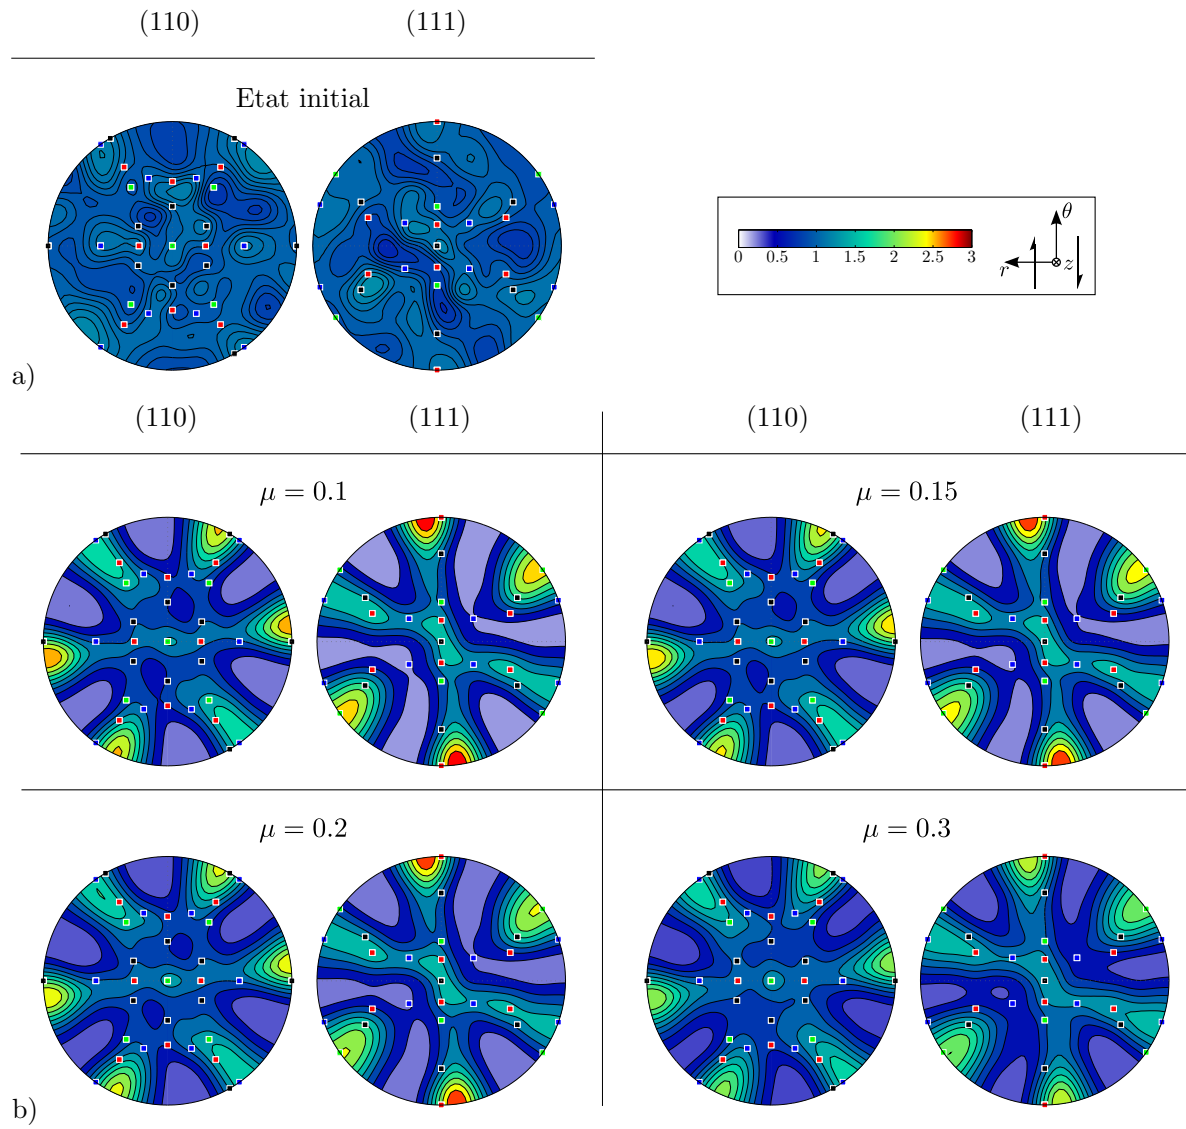 (110) (111)
Etat initial
a)
0 0.5 1 1.5 2 2.5 3
θ
r
z
(110) (111) (110) (111)
μ = 0.1 μ = 0.15
μ = 0.2 μ = 0.3
b)